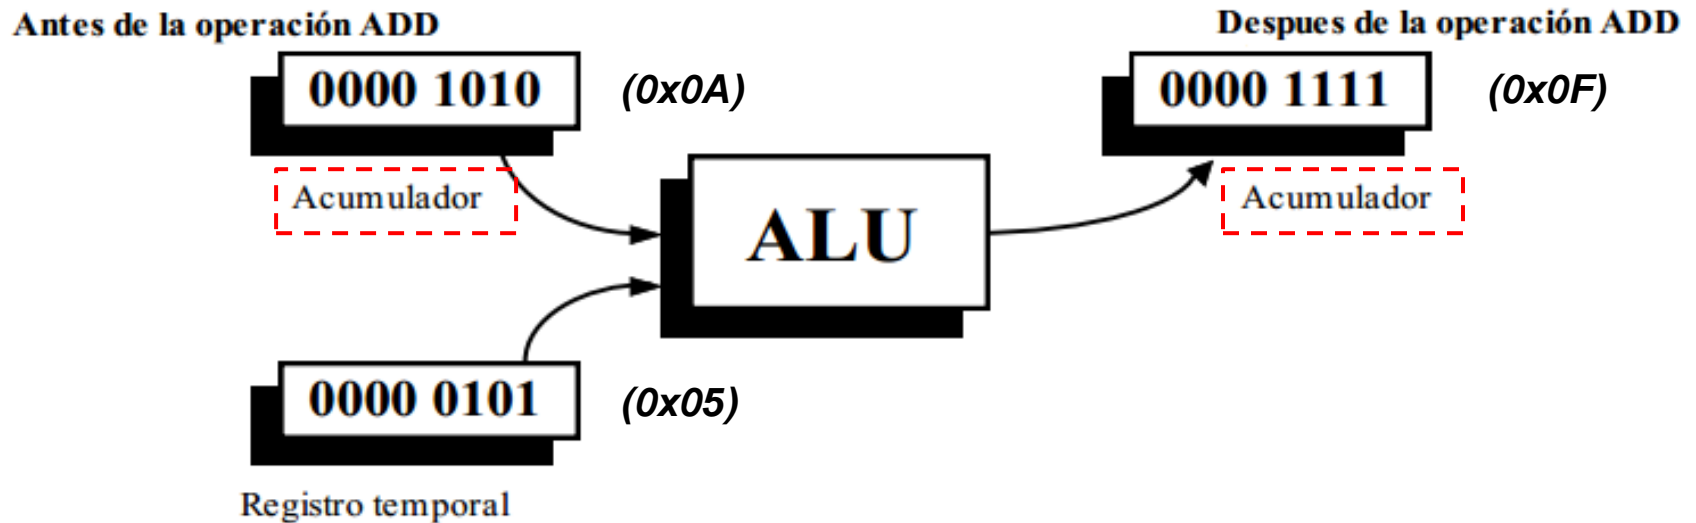 Antes de la operación ADD
Despues de la operación ADD
0000 1010
(0x0A)
0000 1111
(0x0F)
Acumulador
Acumulador
ALU
0000 0101
(0x05)
Registro temporal